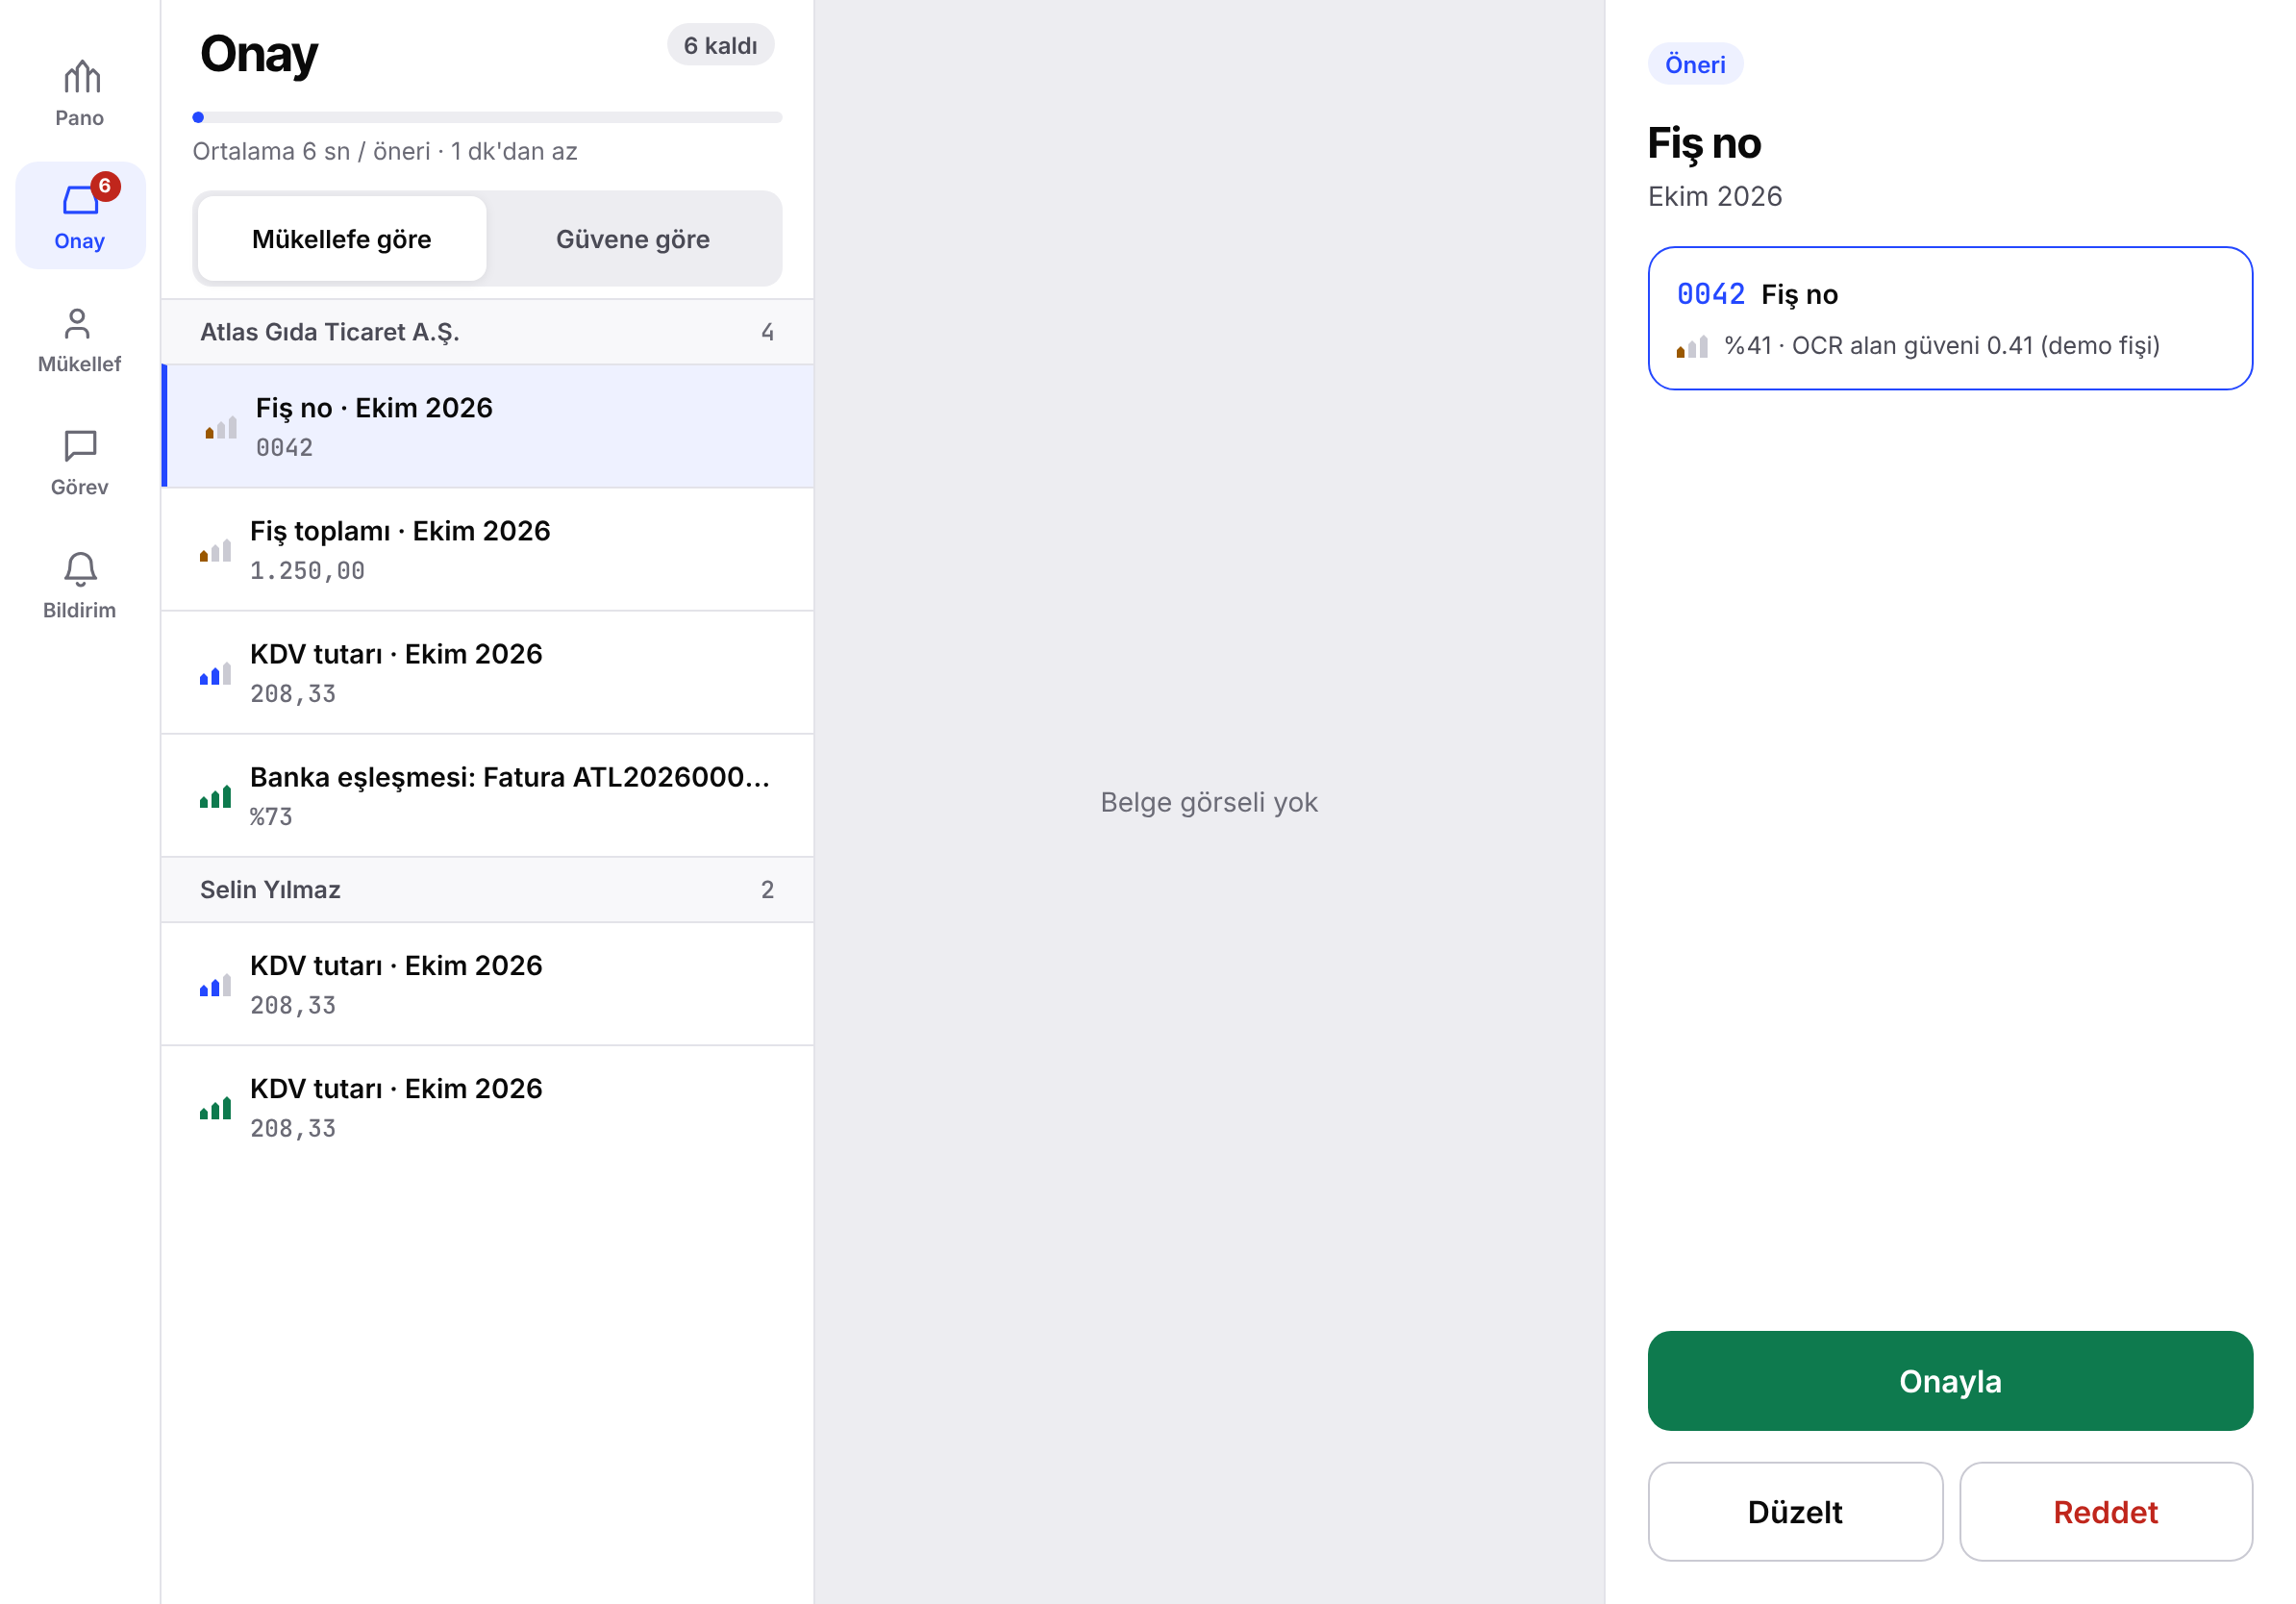 Pano
6
Onay
Mükellef
Görev
Bildirim
Onay
6 kaldı
Ortalama 6 sn / öneri · 1 dk'dan az
Mükellefe göre
Güvene göre
Atlas Gıda Ticaret A.Ş.
4
Fiş no · Ekim 2026
0042
Fiş toplamı · Ekim 2026
1.250,00
KDV tutarı · Ekim 2026
208,33
Banka eşleşmesi: Fatura ATL2026000...
%73
Selin Yılmaz
2
KDV tutarı · Ekim 2026
208,33
KDV tutarı · Ekim 2026
208,33
Belge görseli yok
Öneri
Fiş no
Ekim 2026
0042 Fiş no
%41 · OCR alan güveni 0.41 (demo fişi)
Onayla
Düzelt
Reddet